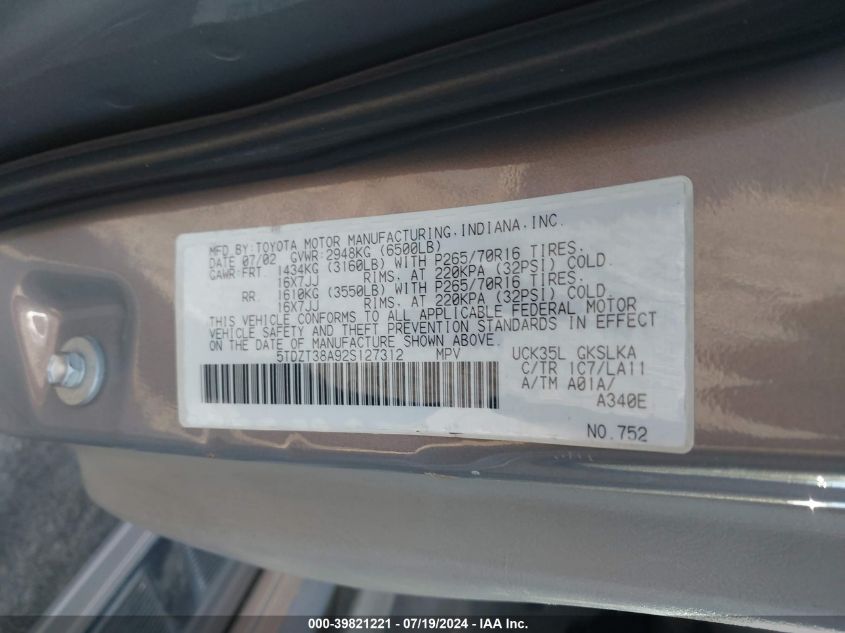 MFD.BY:TOYOTA MOTOR MANUFACTURING,INDIANA,INC.
DATE 07/02 GVWR:2948KG (6500LB)
GAWR:FRT. 1434KG (3160LB) WITH P265/70R16 TIRES.
16X7JJ RIMS. AT 220KPA (32PSI) COLD.
RR. 1610KG (3550LB) WITH P265/70R16 TIRES.
16X7JJ RIMS. AT 220KPA (32PSI) COLD.
THIS VEHICLE CONFORMS TO ALL APPLICABLE FEDERAL MOTOR
VEHICLE SAFETY AND THEFT PREVENTION STANDARDS IN EFFECT
ON THE DATE OF MANUFACTURE SHOWN ABOVE.
5TDZT38A92S127312 MPV UCK35L GKSLKA
C/TR 1C7/LA11
A/TM A01A/
A340E
NO.752
000-39821221 - 07/19/2024 - IAA Inc.